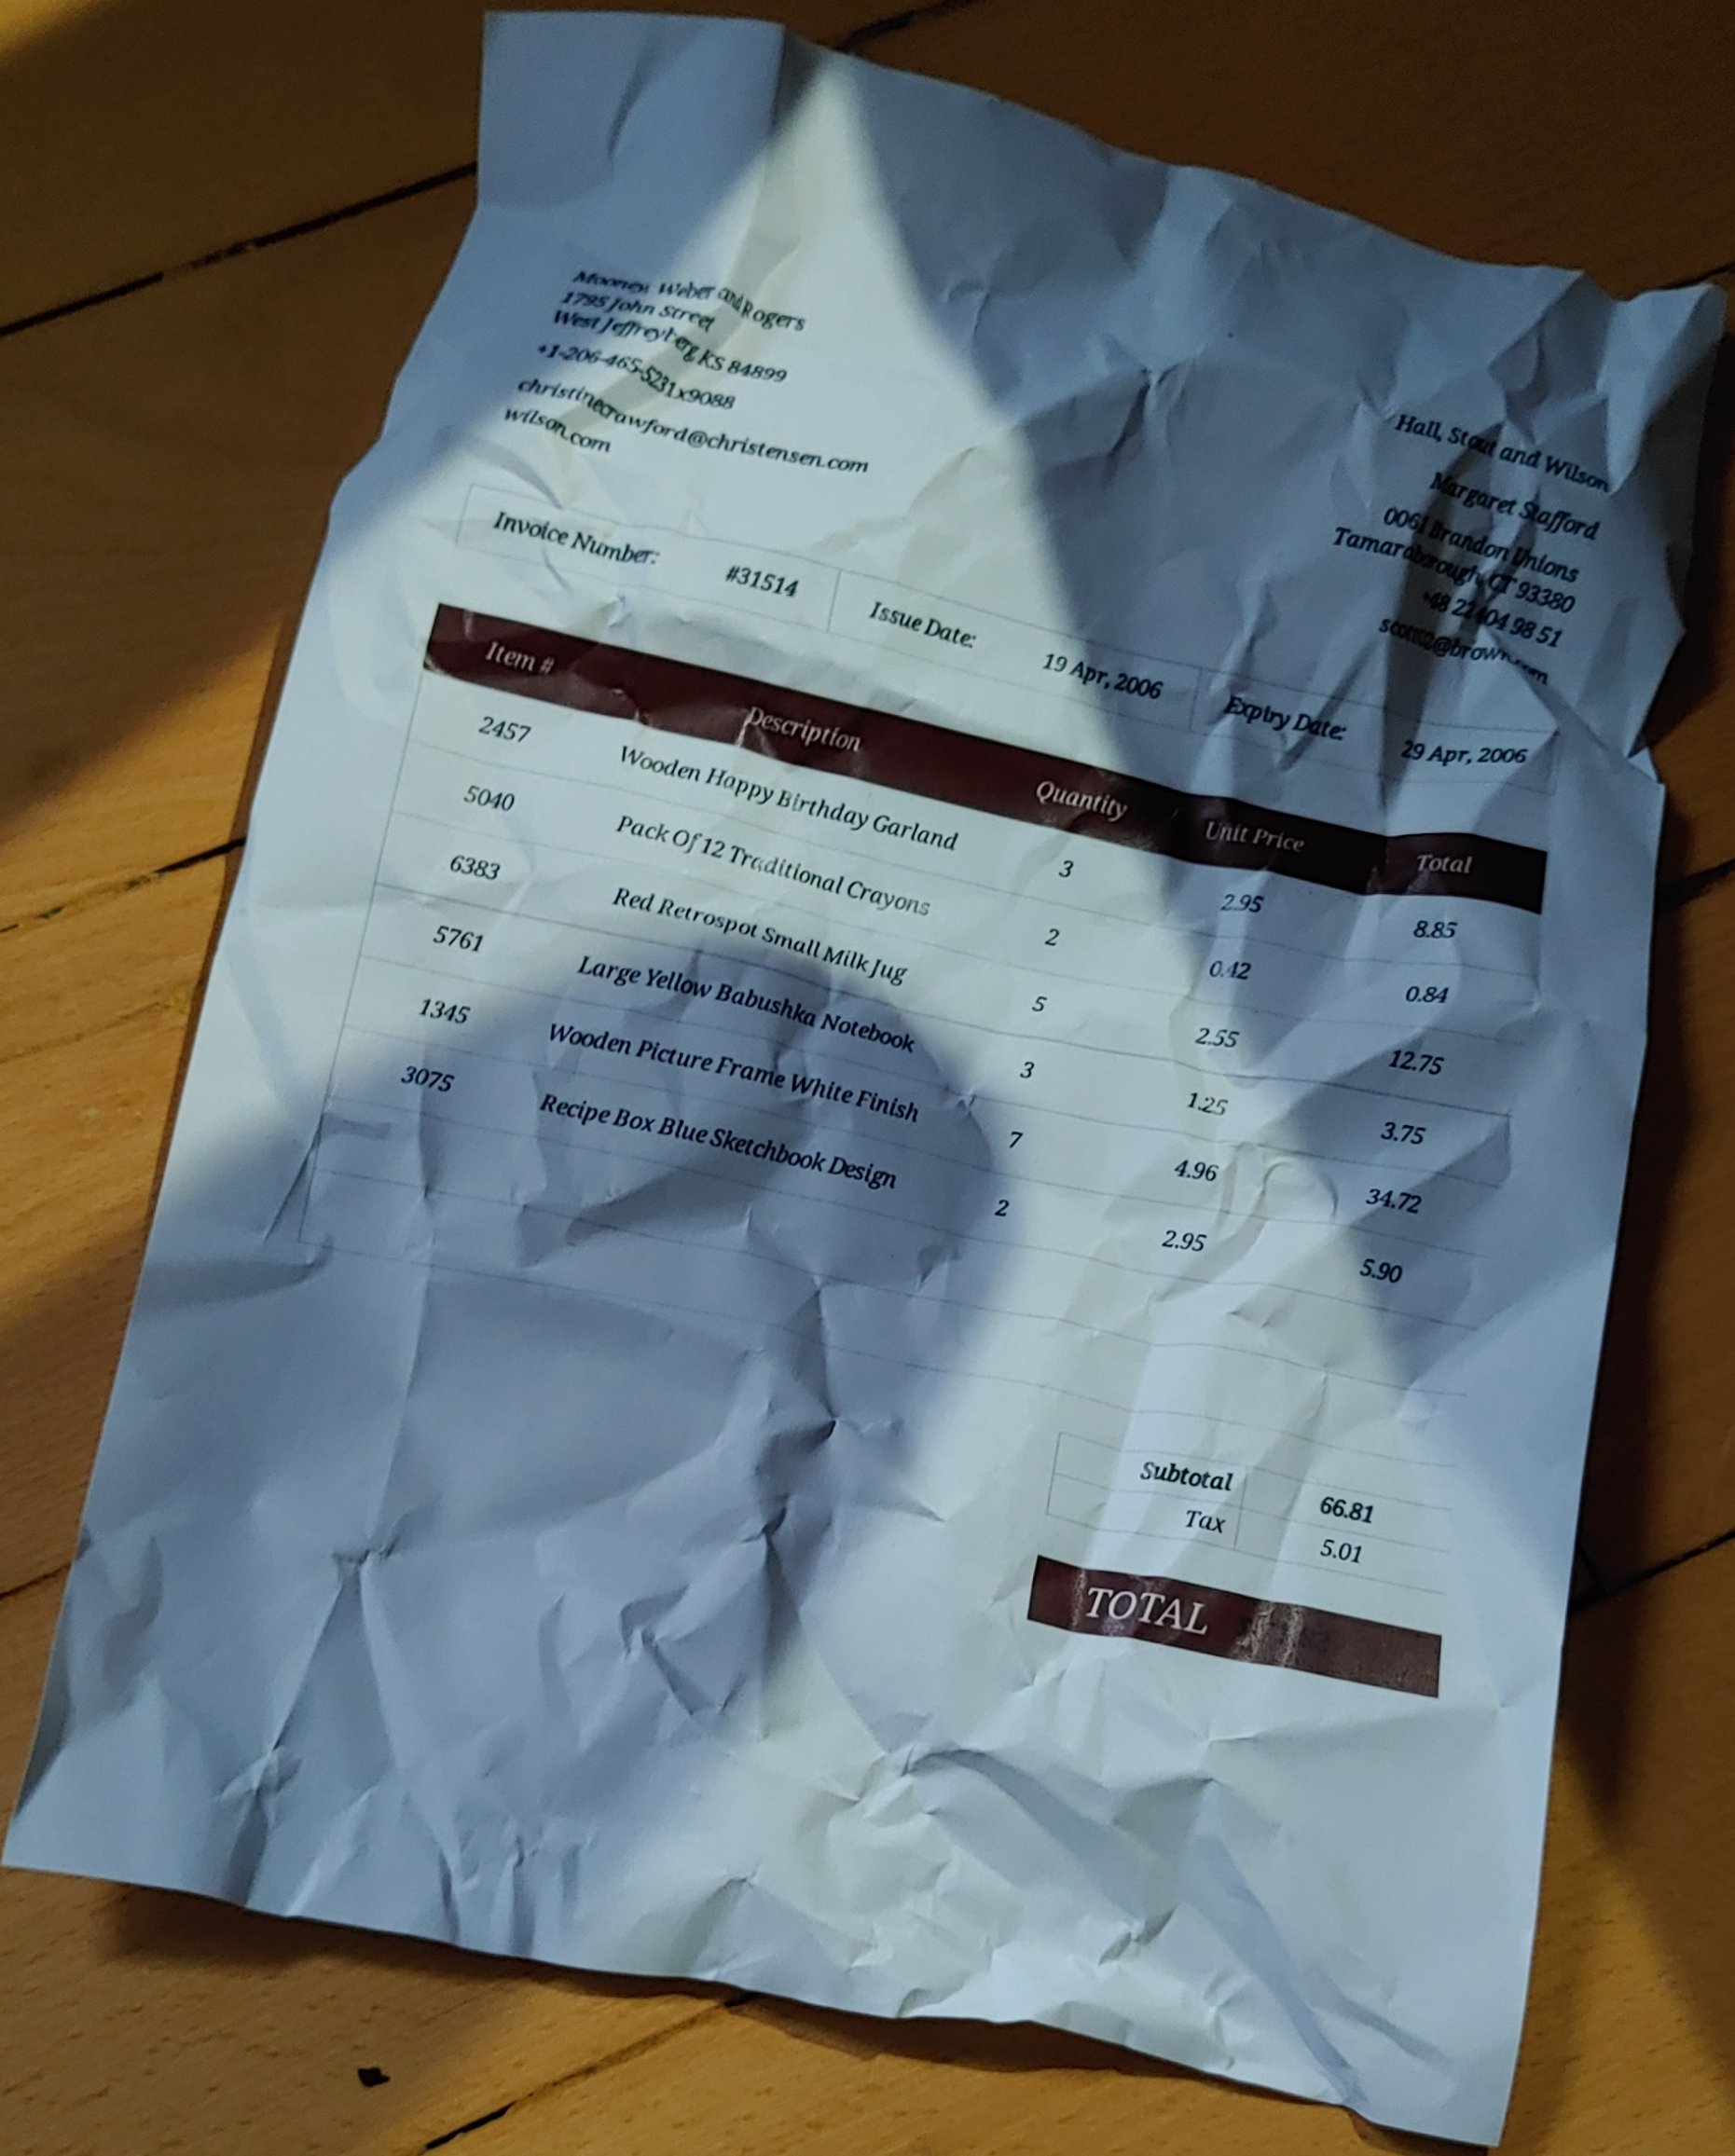 Mooney, Weber and Rogers
1795 John Street
West Jeffreyberg, KS 84899
+1-206-465-5231x9088
christinecrawford@christensen.com
wilson.com
Hall, Stout and Wilson
Margaret Stafford
0061 Brandon Unions
Tamaraborough, CT 93380
+48 22 404 98 51
Invoice Number: #31514 Issue Date: 19 Apr, 2006 Expiry Date: 29 Apr, 2006
Item # Description Quantity Unit Price Total
2457 Wooden Happy Birthday Garland 3 2.95 8.85
5040 Pack Of 12 Traditional Crayons 2 0.42 0.84
6383 Red Retrospot Small Milk Jug 5 2.55 12.75
5761 Large Yellow Babushka Notebook 3 1.25 3.75
1345 Wooden Picture Frame White Finish 7 4.96 34.72
3075 Recipe Box Blue Sketchbook Design 2 2.95 5.90
Subtotal 66.81
Tax 5.01
TOTAL